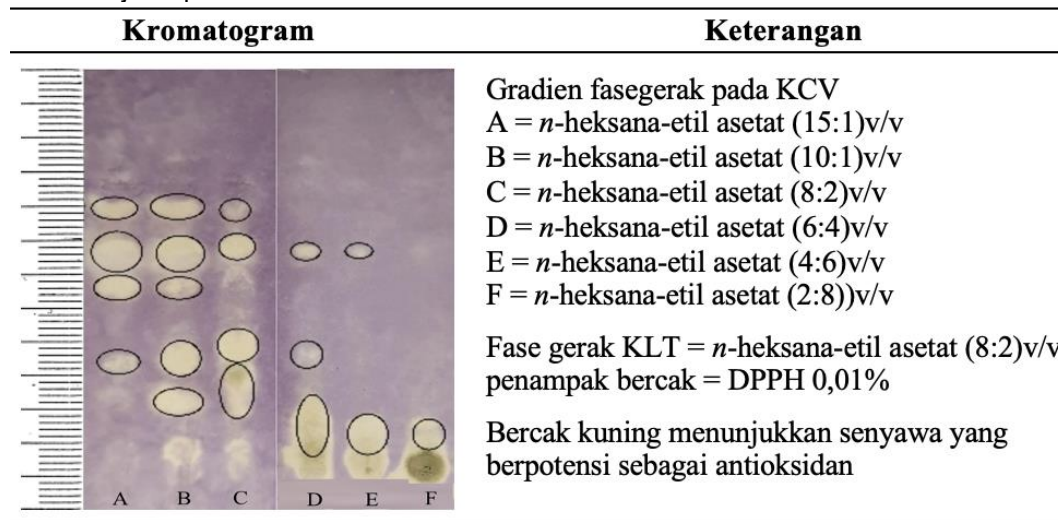 Kromatogram
Keterangan
Gradien fasegerak pada KCV
A = n-heksana-etil asetat (15:1)v/v
B = n-heksana-etil asetat (10:1)v/v
C = n-heksana-etil asetat (8:2)v/v
D = n-heksana-etil asetat (6:4)v/v
E = n-heksana-etil asetat (4:6)v/v
F = n-heksana-etil asetat (2:8))v/v
Fase gerak KLT = n-heksana-etil asetat (8:2)v/v
penampak bercak = DPPH 0,01%
Bercak kuning menunjukkan senyawa yang
berpotensi sebagai antioksidan
A B C D E F